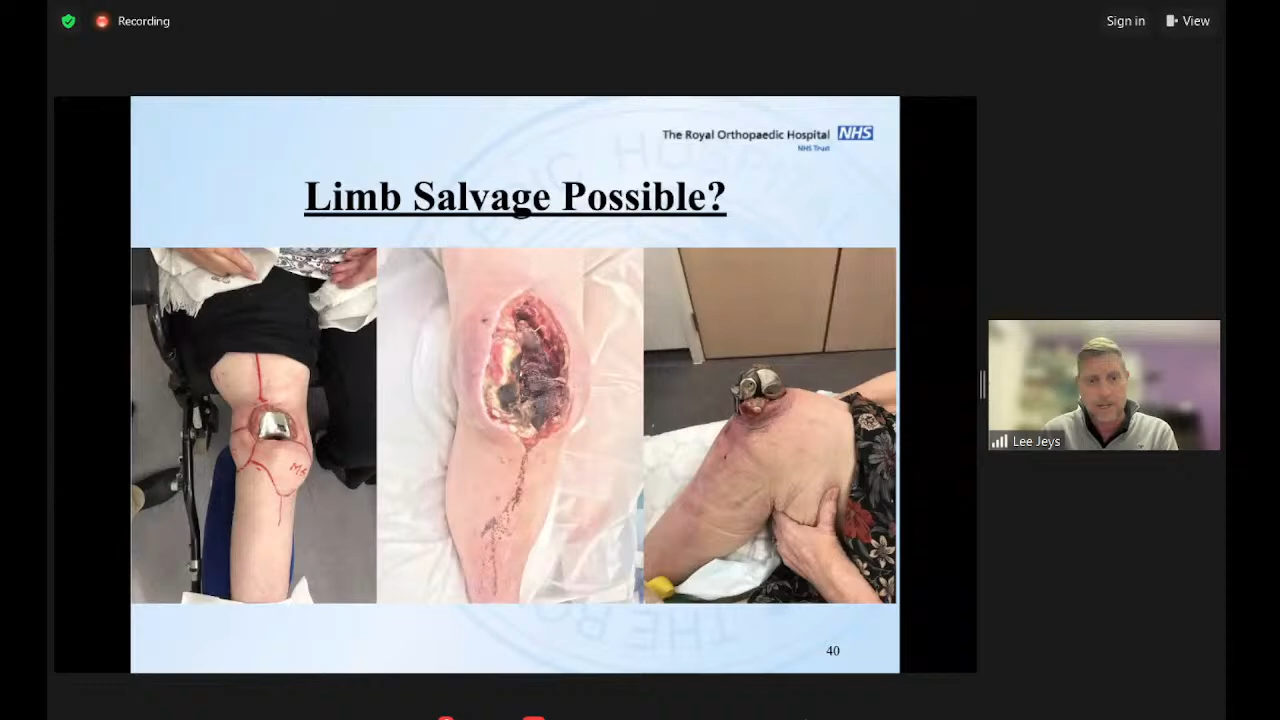 Recording
Sign in
View
The Royal Orthopaedic Hospital NHS
NHS Trust
Limb Salvage Possible?
Lee Jeys
40